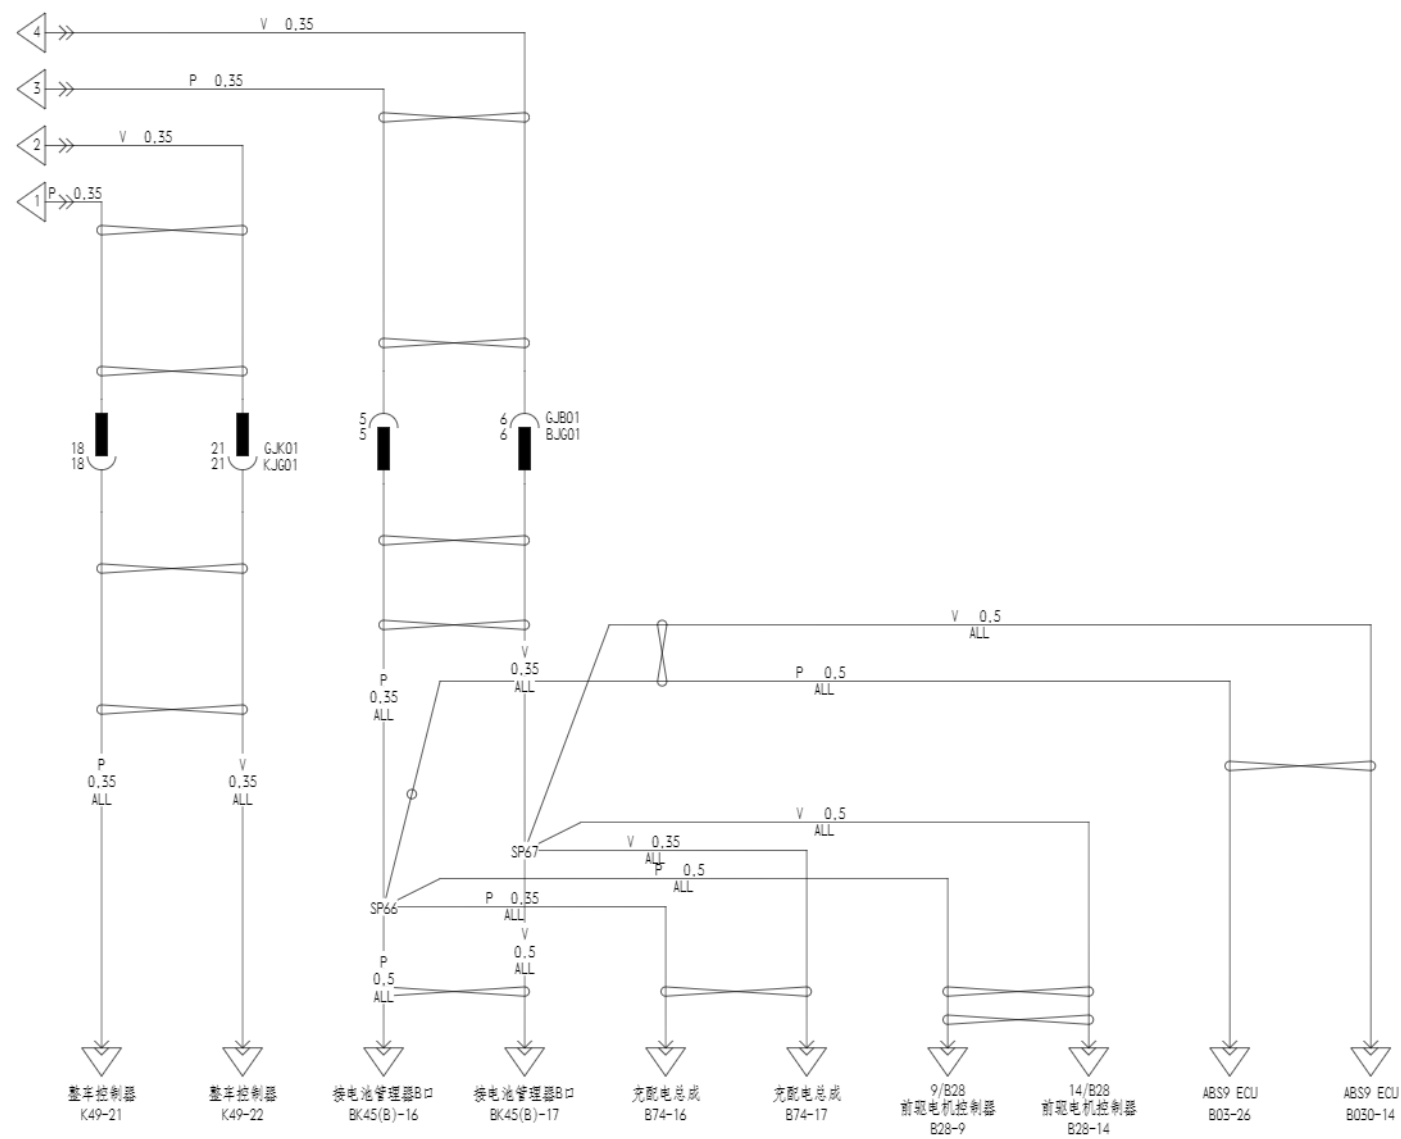 4
V 0,35
3
P 0,35
2
V 0,35
1
P 0,35
18
18
21
21
GJK01
KJG01
5
5
6
6
GJB01
BJG01
V 0,5
ALL
V
0,35
ALL
P 0,5
ALL
P
0,35
ALL
P
0,35
ALL
V
0,35
ALL
V 0,5
ALL
SP67
V 0,35
ALL
P 0,5
ALL
SP66
P 0,35
ALL
V
0.5
ALL
P
0,5
ALL
整车控制器
K49-21
整车控制器
K49-22
接电池管理器B口
BK45(B)-16
接电池管理器B口
BK45(B)-17
充配电总成
B74-16
充配电总成
B74-17
9/B28
前驱电机控制器
B28-9
14/B28
前驱电机控制器
B28-14
ABS9 ECU
B03-26
ABS9 ECU
B030-14